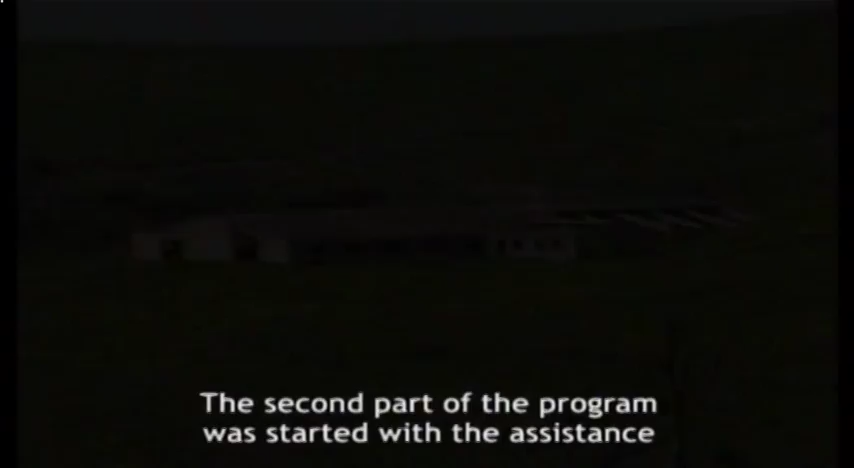 The second part of the program
was started with the assistance